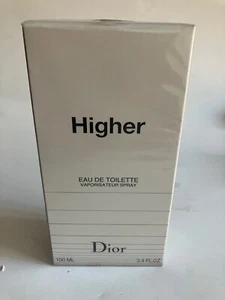 Higher
EAU DE TOILETTE
VAPORISATEUR SPRAY
Dior
100 ML 3.4 FL.OZ